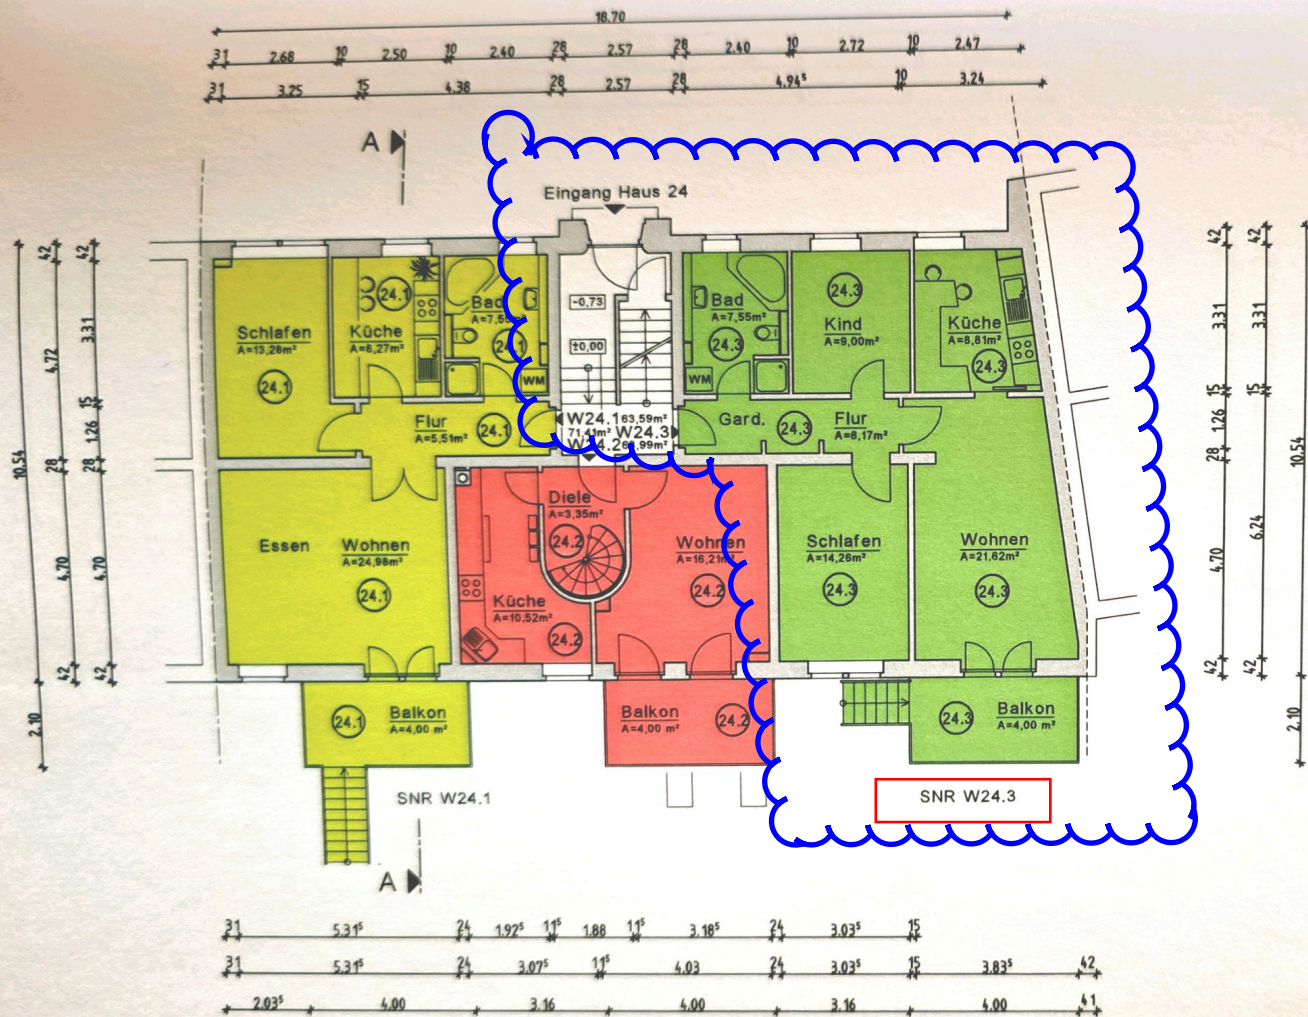 18.70
31 2.68 10 2.50 10 2.40 28 2.57 28 2.40 10 2.72 10 2.47
31 3.25 15 4.38 28 2.57 28 4.94⁵ 10 3.24
A
Eingang Haus 24
42 42 42
42 42
10.54
4.72
3.31
15
1.26
28 28
4.70 4.70
42 42
2.10
3.31 3.31
15 15
1.26
28
6.24
4.70
10.54
42 42
2.10
Schlafen
A=13,28m²
24.1
24.1
Küche
A=6,27m²
Bad
24.1
WM
-0,73
±0,00
Bad
A=7,55m²
24.3
WM
24.3
Kind
A=9,00m²
Küche
A=8,81m²
24.3
Flur
A=5,51m²
24.1
W24.1 63,59m²
W24.3
Gard.
24.3
Flur
A=6,17m²
Essen
Wohnen
A=24,98m²
24.1
Diele
A=3,35m²
24.2
Küche
A=10.52m²
24.2
Wohnen
A=16,21m²
24.2
Schlafen
A=14,26m²
24.3
Wohnen
A=21,62m²
24.3
24.1
Balkon
A=4,00 m²
Balkon
A=4,00 m²
24.2
24.3
Balkon
A=4,00 m²
SNR W24.1
SNR W24.3
A
31 5.31⁵ 24 1.92⁵ 11⁵ 1.88 11⁵ 3.18⁵ 24 3.03⁵ 15
31 5.31⁵ 24 3.07⁵ 11⁵ 4.03 24 3.03⁵ 15 3.83⁵ 42
2.03⁵ 4.00 3.16 4.00 3.16 4.00 41